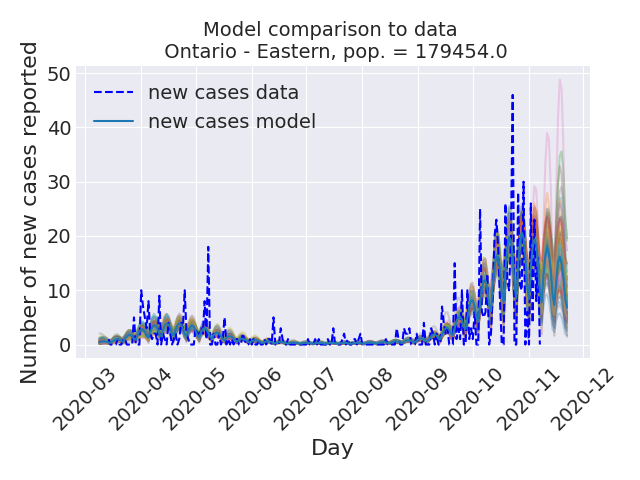 Model comparison to data
Ontario - Eastern, pop. = 179454.0
Number of new cases reported
50
40
30
20
10
0
new cases data
new cases model
2020-03
2020-04
2020-05
2020-06
2020-07
2020-08
2020-09
2020-10
2020-11
2020-12
Day